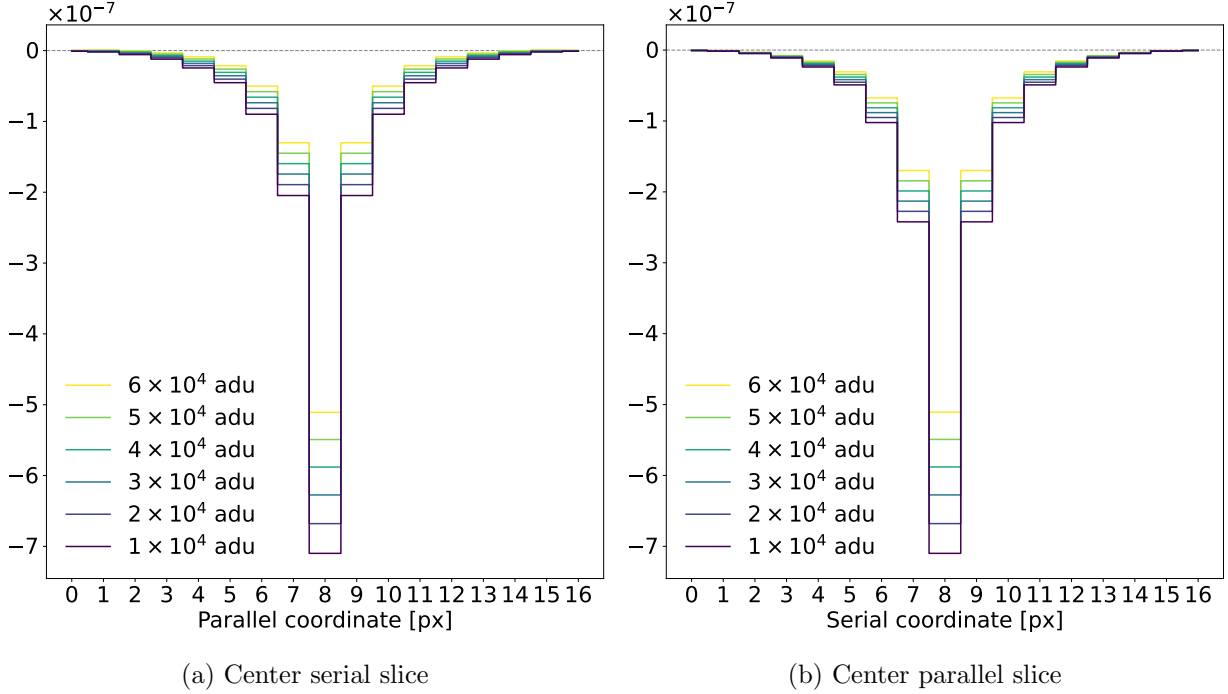 ×10⁻⁷
0
−1
−2
−3
−4
−5
−6
−7
6 × 10⁴ adu
5 × 10⁴ adu
4 × 10⁴ adu
3 × 10⁴ adu
2 × 10⁴ adu
1 × 10⁴ adu
0 1 2 3 4 5 6 7 8 9 10 11 12 13 14 15 16
Parallel coordinate [px]
(a) Center serial slice
×10⁻⁷
0
−1
−2
−3
−4
−5
−6
−7
6 × 10⁴ adu
5 × 10⁴ adu
4 × 10⁴ adu
3 × 10⁴ adu
2 × 10⁴ adu
1 × 10⁴ adu
0 1 2 3 4 5 6 7 8 9 10 11 12 13 14 15 16
Serial coordinate [px]
(b) Center parallel slice